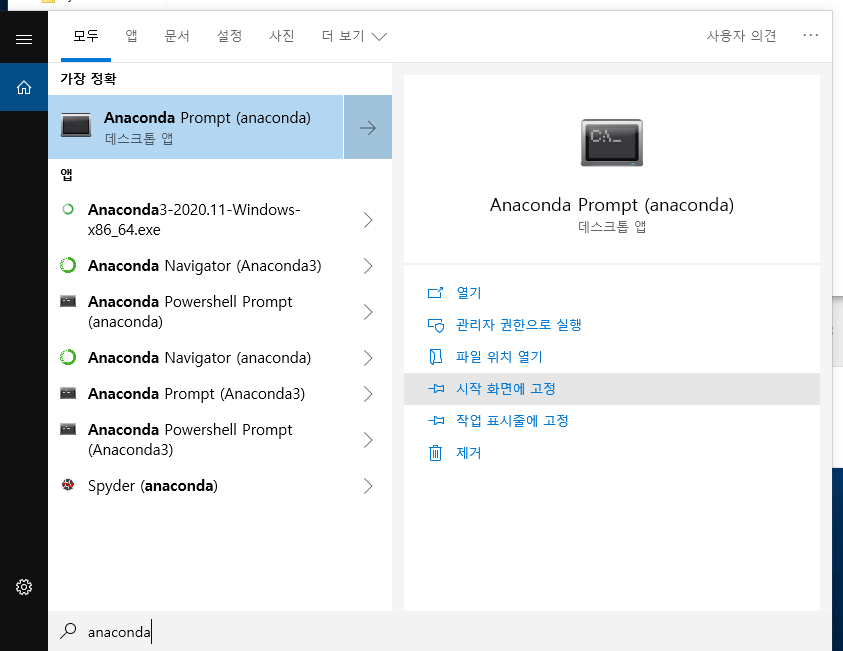 모두 앱 문서 설정 사진 더 보기 사용자 의견 ...
가장 정확
Anaconda Prompt (anaconda)
데스크톱 앱
앱
Anaconda3-2020.11-Windows-
x86_64.exe
Anaconda Navigator (Anaconda3)
Anaconda Powershell Prompt
(anaconda)
Anaconda Navigator (anaconda)
Anaconda Prompt (Anaconda3)
Anaconda Powershell Prompt
(Anaconda3)
Spyder (anaconda)
C:\_
Anaconda Prompt (anaconda)
데스크톱 앱
열기
관리자 권한으로 실행
파일 위치 열기
시작 화면에 고정
작업 표시줄에 고정
제거
anaconda